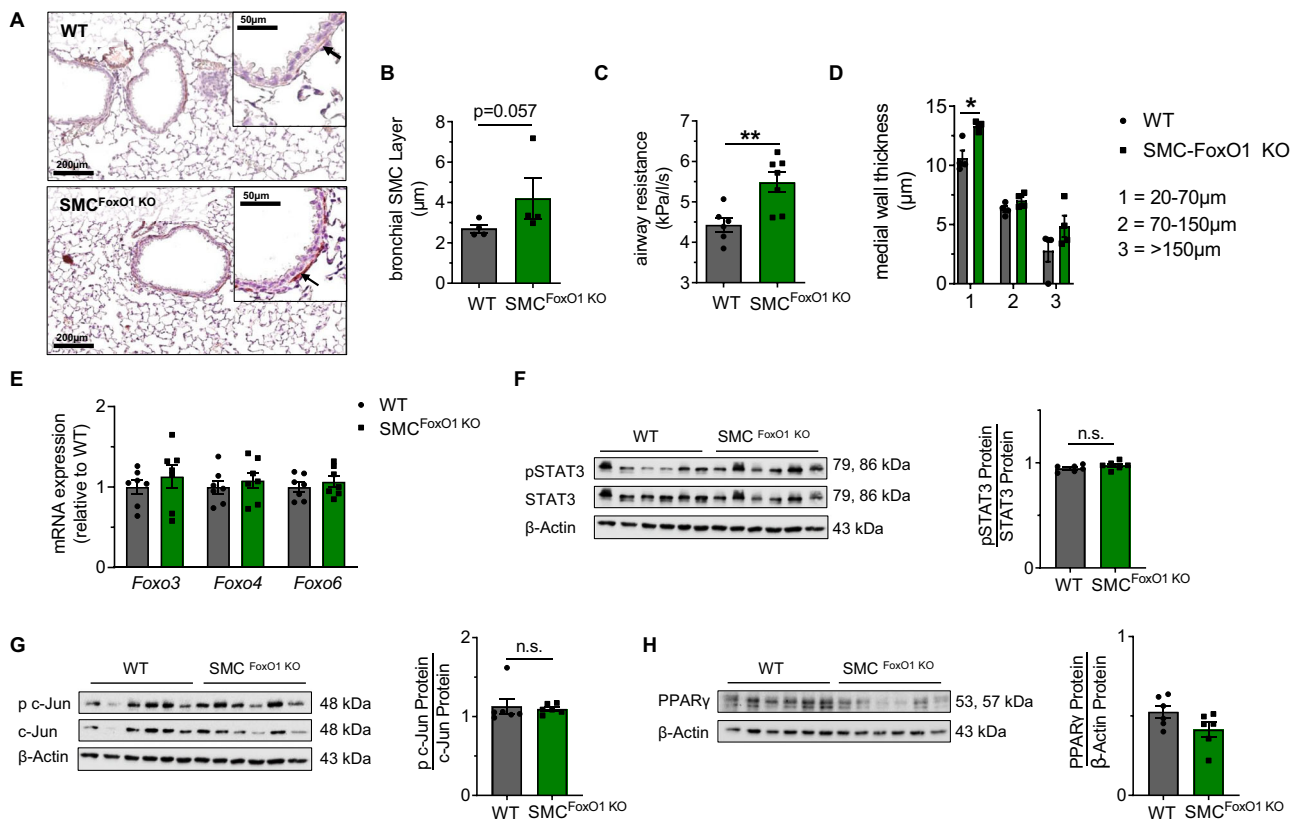 A
WT
50µm
200µm
SMCFoxO1 KO
50µm
200µm
B
p=0.057
bronchial SMC Layer
(µm)
8
6
4
2
0
WT
SMCFoxO1 KO
C
**
airway resistance
(kPa/l/s)
7
6
5
4
3
WT
SMCFoxO1 KO
D
*
medial wall thickness
(µm)
15
10
5
0
1
2
3
WT
SMC-FoxO1 KO
1 = 20-70µm
2 = 70-150µm
3 = >150µm
E
mRNA expression
(relative to WT)
2
1
0
Foxo3
Foxo4
Foxo6
WT
SMCFoxO1 KO
F
WT
SMC FoxO1 KO
pSTAT3
79, 86 kDa
STAT3
79, 86 kDa
β-Actin
43 kDa
n.s.
pSTAT3 Protein
STAT3 Protein
1
0
WT
SMCFoxO1 KO
G
WT
SMC FoxO1 KO
p c-Jun
48 kDa
c-Jun
48 kDa
β-Actin
43 kDa
n.s.
p c-Jun Protein
c-Jun Protein
2
1
0
WT
SMCFoxO1 KO
H
WT
SMC FoxO1 KO
PPARγ
53, 57 kDa
β-Actin
43 kDa
PPARγ Protein
β-Actin Protein
1
0
WT
SMCFoxO1 KO